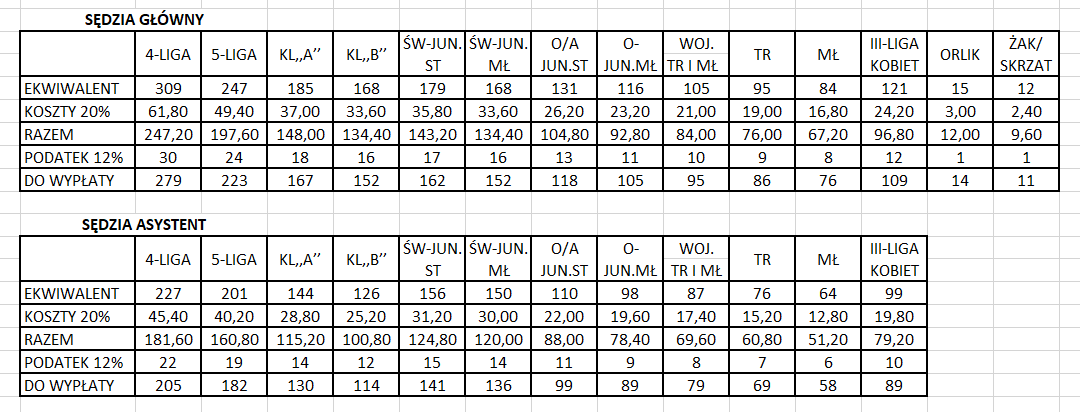 SĘDZIA GŁÓWNY
4-LIGA 5-LIGA KL,,A’’ KL,,B’’ ŚW-JUN. ST ŚW-JUN. MŁ O/A JUN.ST O- JUN.MŁ WOJ. TR I MŁ TR MŁ III-LIGA KOBIET ORLIK ŻAK/ SKRZAT
EKWIWALENT 309 247 185 168 179 168 131 116 105 95 84 121 15 12
KOSZTY 20% 61,80 49,40 37,00 33,60 35,80 33,60 26,20 23,20 21,00 19,00 16,80 24,20 3,00 2,40
RAZEM 247,20 197,60 148,00 134,40 143,20 134,40 104,80 92,80 84,00 76,00 67,20 96,80 12,00 9,60
PODATEK 12% 30 24 18 16 17 16 13 11 10 9 8 12 1 1
DO WYPŁATY 279 223 167 152 162 152 118 105 95 86 76 109 14 11
SĘDZIA ASYSTENT
4-LIGA 5-LIGA KL,,A’’ KL,,B’’ ŚW-JUN. ST ŚW-JUN. MŁ O/A JUN.ST O- JUN.MŁ WOJ. TR I MŁ TR MŁ III-LIGA KOBIET
EKWIWALENT 227 201 144 126 156 150 110 98 87 76 64 99
KOSZTY 20% 45,40 40,20 28,80 25,20 31,20 30,00 22,00 19,60 17,40 15,20 12,80 19,80
RAZEM 181,60 160,80 115,20 100,80 124,80 120,00 88,00 78,40 69,60 60,80 51,20 79,20
PODATEK 12% 22 19 14 12 15 14 11 9 8 7 6 10
DO WYPŁATY 205 182 130 114 141 136 99 89 79 69 58 89